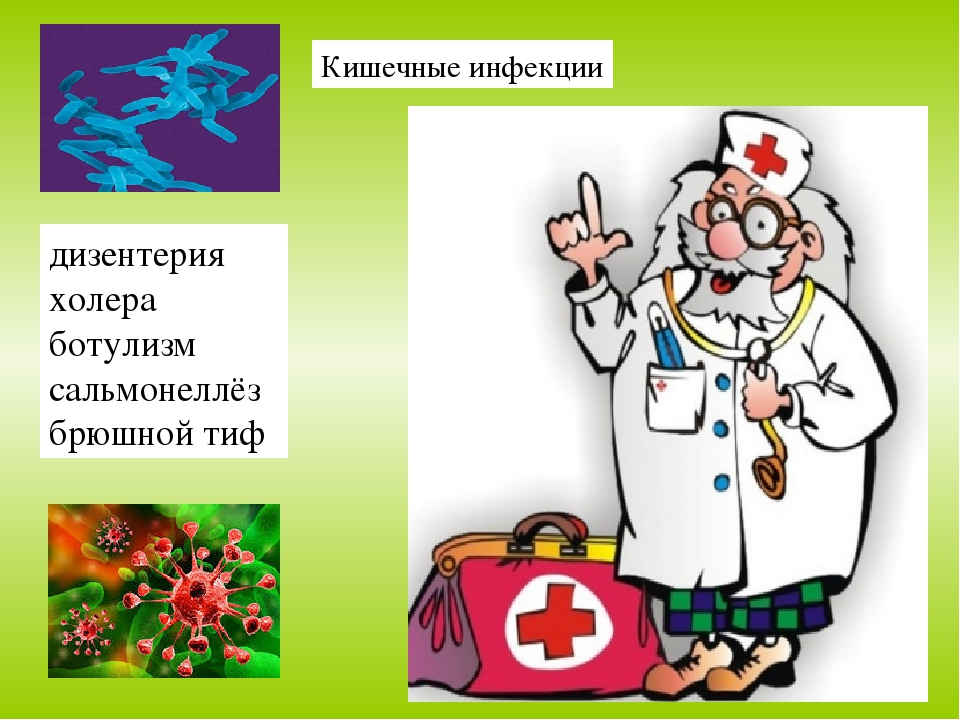 Кишечные инфекции
дизентерия
холера
ботулизм
сальмонеллёз
брюшной тиф